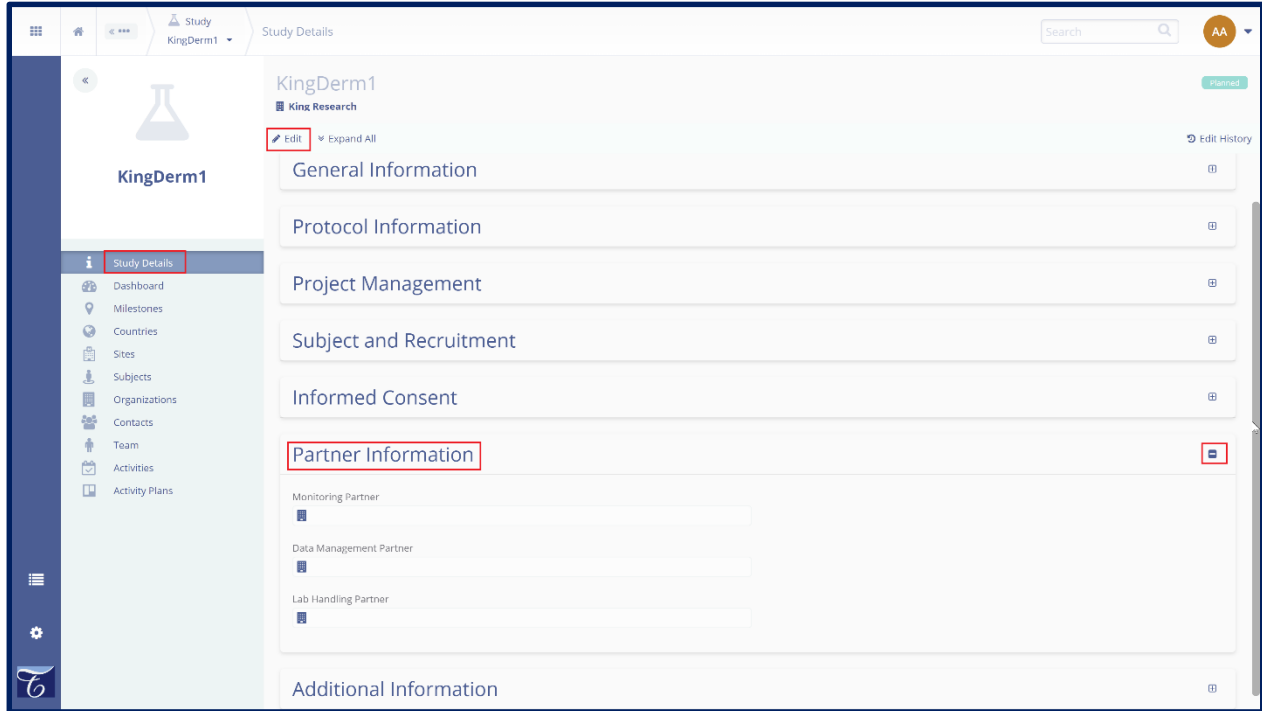 Study
KingDerm1
Study Details
Search
AA
KingDerm1
King Research
Planned
Edit
Expand All
Edit History
KingDerm1
Study Details
Dashboard
Milestones
Countries
Sites
Subjects
Organizations
Contacts
Team
Activities
Activity Plans
General Information
Protocol Information
Project Management
Subject and Recruitment
Informed Consent
Partner Information
Monitoring Partner
Data Management Partner
Lab Handling Partner
Additional Information